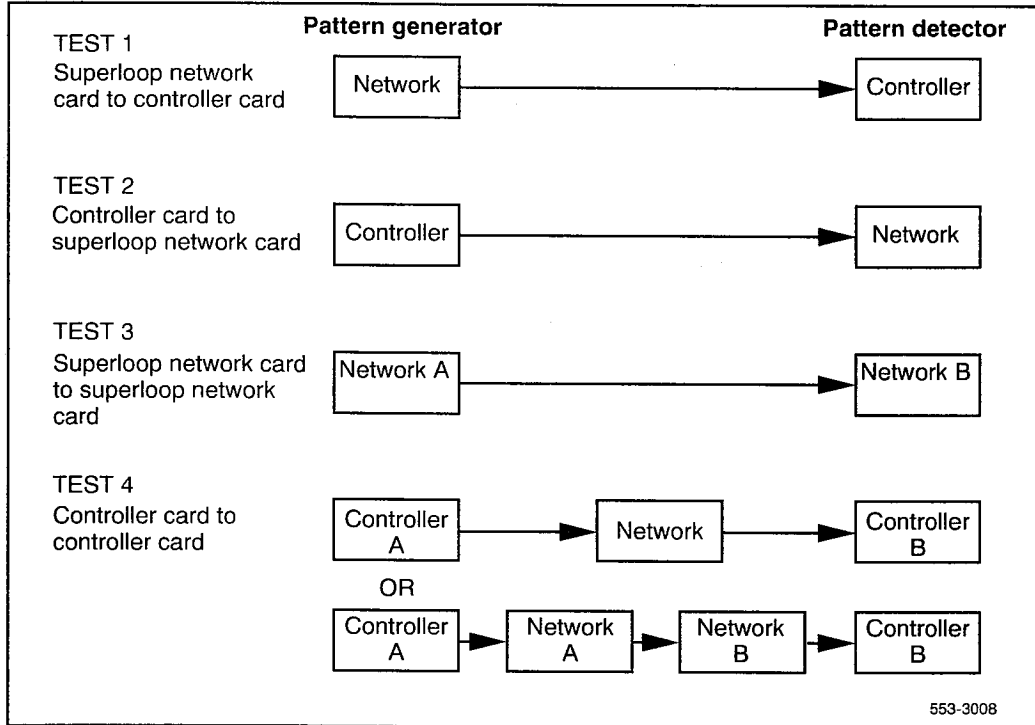 Pattern generator
Pattern detector
TEST 1
Superloop network
card to controller card
Network
Controller
TEST 2
Controller card to
superloop network card
Controller
Network
TEST 3
Superloop network card
to superloop network
card
Network A
Network B
TEST 4
Controller card to
controller card
Controller
A
Network
Controller
B
OR
Controller
A
Network
A
Network
B
Controller
B
553-3008